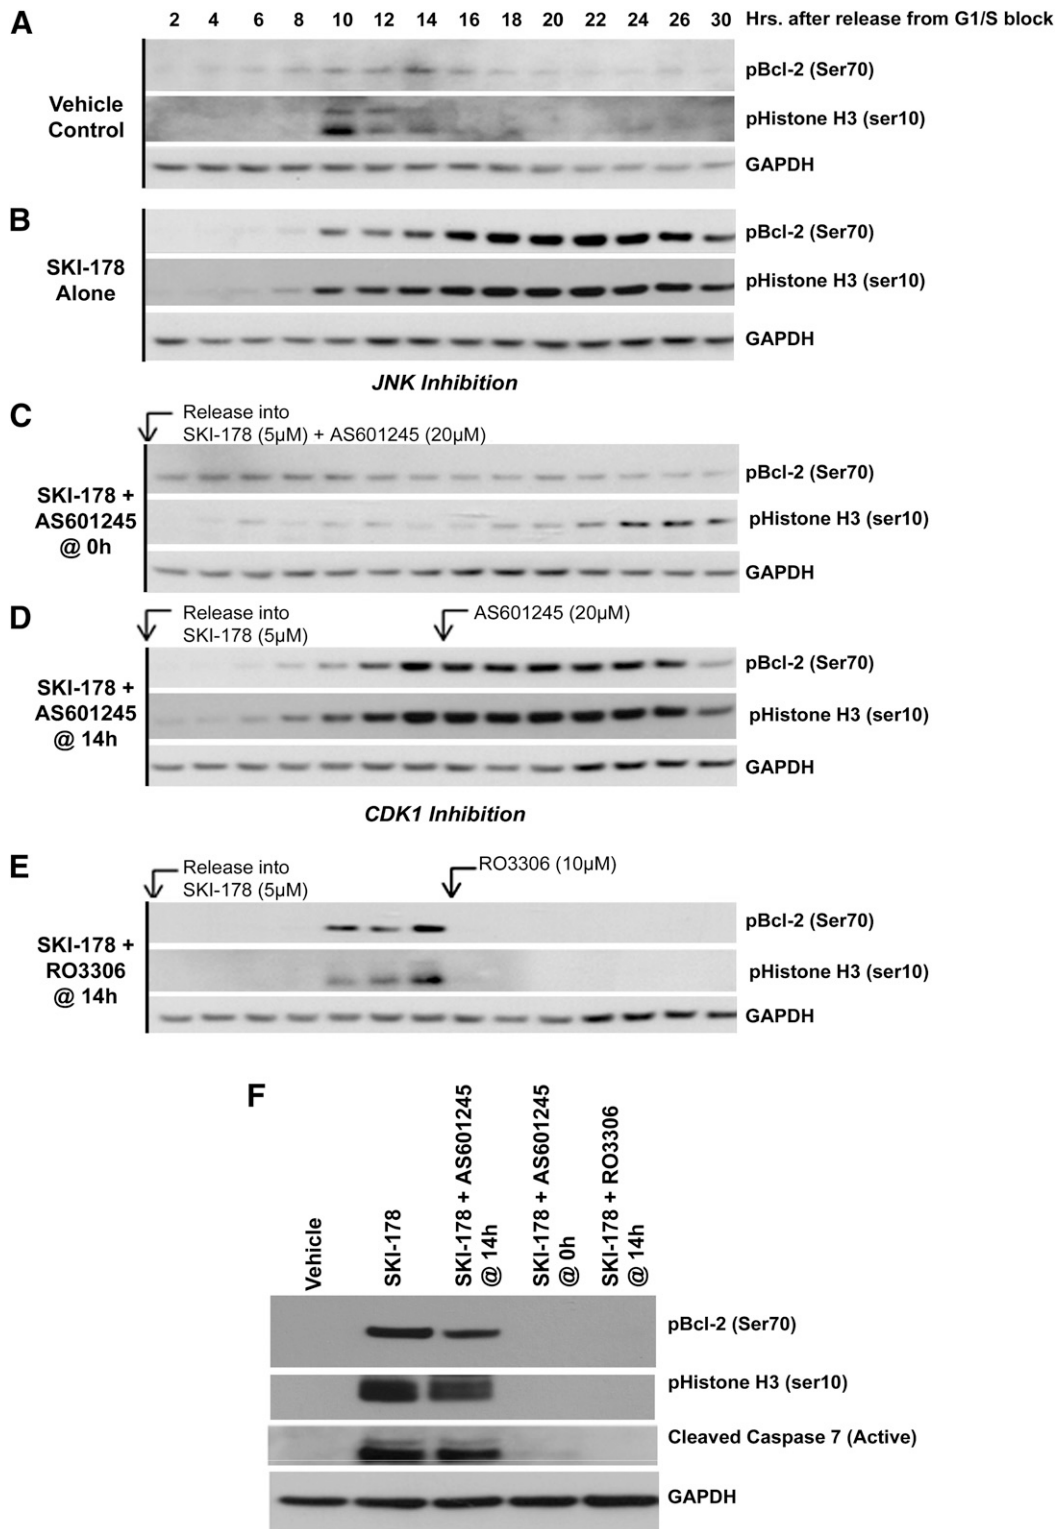 A
2 4 6 8 10 12 14 16 18 20 22 24 26 30 Hrs. after release from G1/S block
Vehicle
Control
pBcl-2 (Ser70)
pHistone H3 (ser10)
GAPDH
B
SKI-178
Alone
pBcl-2 (Ser70)
pHistone H3 (ser10)
GAPDH
JNK Inhibition
C
Release into
SKI-178 (5µM) + AS601245 (20µM)
SKI-178 +
AS601245
@ 0h
pBcl-2 (Ser70)
pHistone H3 (ser10)
GAPDH
D
Release into
SKI-178 (5µM)
AS601245 (20µM)
SKI-178 +
AS601245
@ 14h
pBcl-2 (Ser70)
pHistone H3 (ser10)
GAPDH
CDK1 Inhibition
E
Release into
SKI-178 (5µM)
RO3306 (10µM)
SKI-178 +
RO3306
@ 14h
pBcl-2 (Ser70)
pHistone H3 (ser10)
GAPDH
F
Vehicle
SKI-178
SKI-178 + AS601245
@ 14h
SKI-178 + AS601245
@ 0h
SKI-178 + RO3306
@ 14h
pBcl-2 (Ser70)
pHistone H3 (ser10)
Cleaved Caspase 7 (Active)
GAPDH